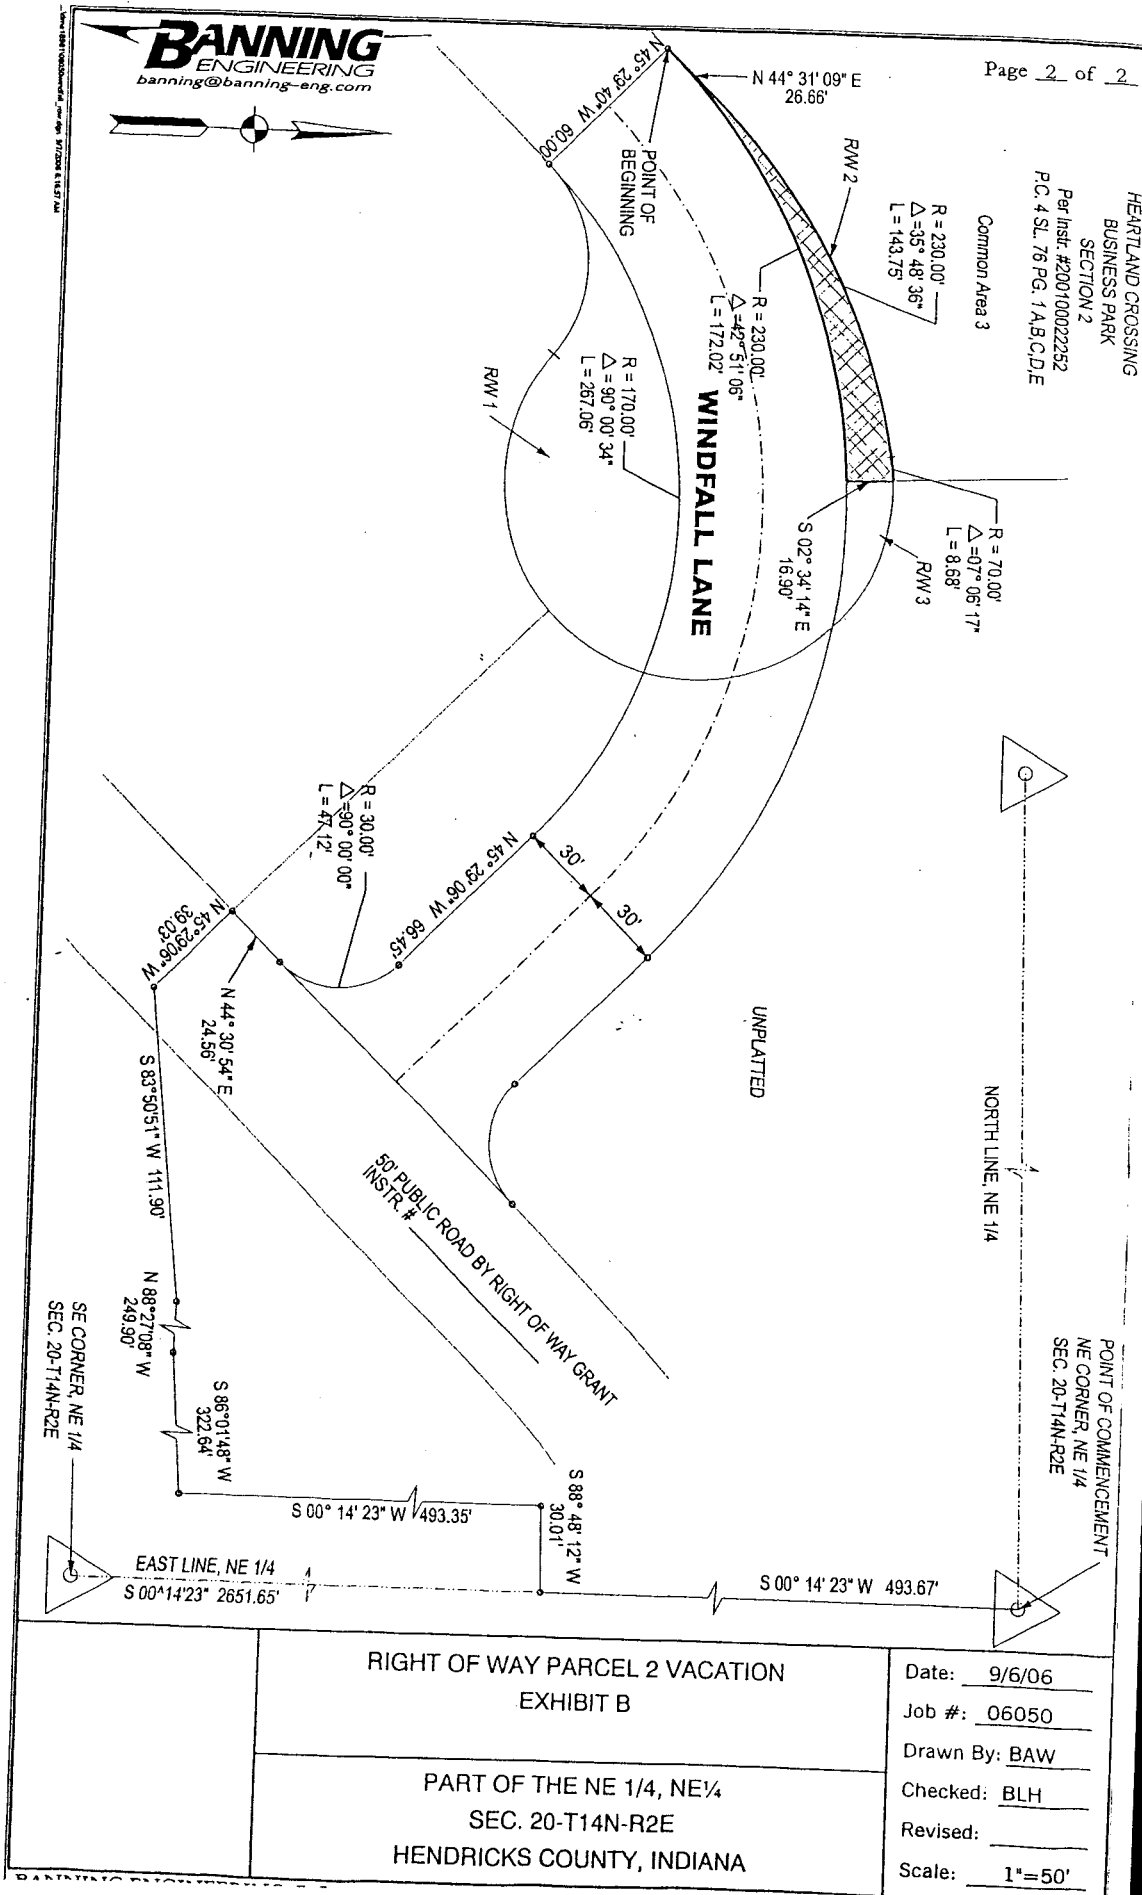 BANNING
ENGINEERING
banning@banning-eng.com
Page 2 of 2
HEARTLAND CROSSING
BUSINESS PARK
SECTION 2
Per Instr. #200100022252
P.C. 4 SL. 76 PG. 1 A,B,C,D,E
Common Area 3
N 44° 31' 09" E
26.66'
R/W 2
R = 230.00'
Δ =35° 48' 36"
L = 143.75'
N 45° 29' 40" W 60.00
POINT OF
BEGINNING
R = 230.00'
Δ =42° 51' 06"
L = 172.02'
WINDFALL LANE
R = 170.00'
Δ = 90° 00' 34"
L = 267.06'
R/W 1
R = 70.00'
Δ =07° 06' 17"
L = 8.68'
R/W 3
S 02° 34' 14" E
16.90'
R = 30.00'
Δ =90° 00' 00"
L = 47.12'
N 45° 29' 06" W 66.45'
30'
30'
N 45°29'06" W
39.03'
N 44° 30' 54" E
24.56'
UNPLATTED
NORTH LINE, NE 1/4
S 83°50'51" W 111.90'
50' PUBLIC ROAD BY RIGHT OF WAY GRANT
INSTR. #
N 88°27'08" W
249.90'
S 86°01'48" W
322.64'
SE CORNER, NE 1/4
SEC. 20-T14N-R2E
POINT OF COMMENCEMENT
NE CORNER, NE 1/4
SEC. 20-T14N-R2E
S 88° 48' 12" W
30.01'
S 00° 14' 23" W 493.35'
EAST LINE, NE 1/4
S 00^14'23" 2651.65'
S 00° 14' 23" W 493.67'
RIGHT OF WAY PARCEL 2 VACATION
EXHIBIT B
PART OF THE NE 1/4, NE¼
SEC. 20-T14N-R2E
HENDRICKS COUNTY, INDIANA
Date: 9/6/06
Job #: 06050
Drawn By: BAW
Checked: BLH
Revised:
Scale: 1"=50'